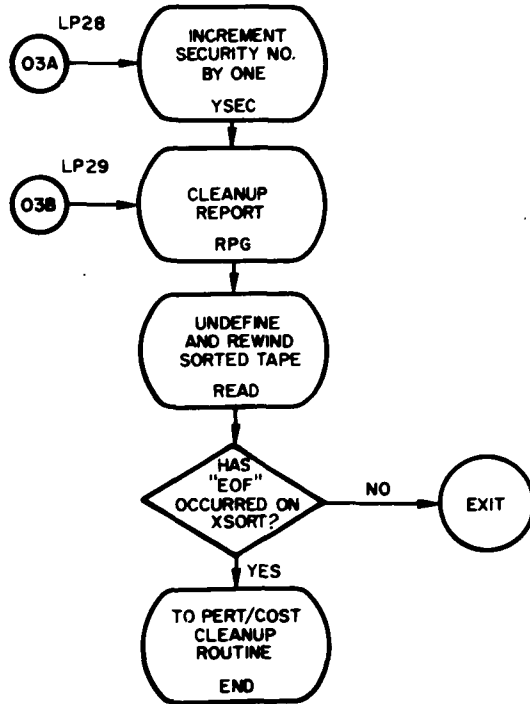 LP28
03A
INCREMENT
SECURITY NO.
BY ONE
YSEC
LP29
03B
CLEANUP
REPORT
RPG
UNDEFINE
AND REWIND
SORTED TAPE
READ
HAS
"EOF"
OCCURRED ON
XSORT?
NO
EXIT
YES
TO PERT/COST
CLEANUP
ROUTINE
END